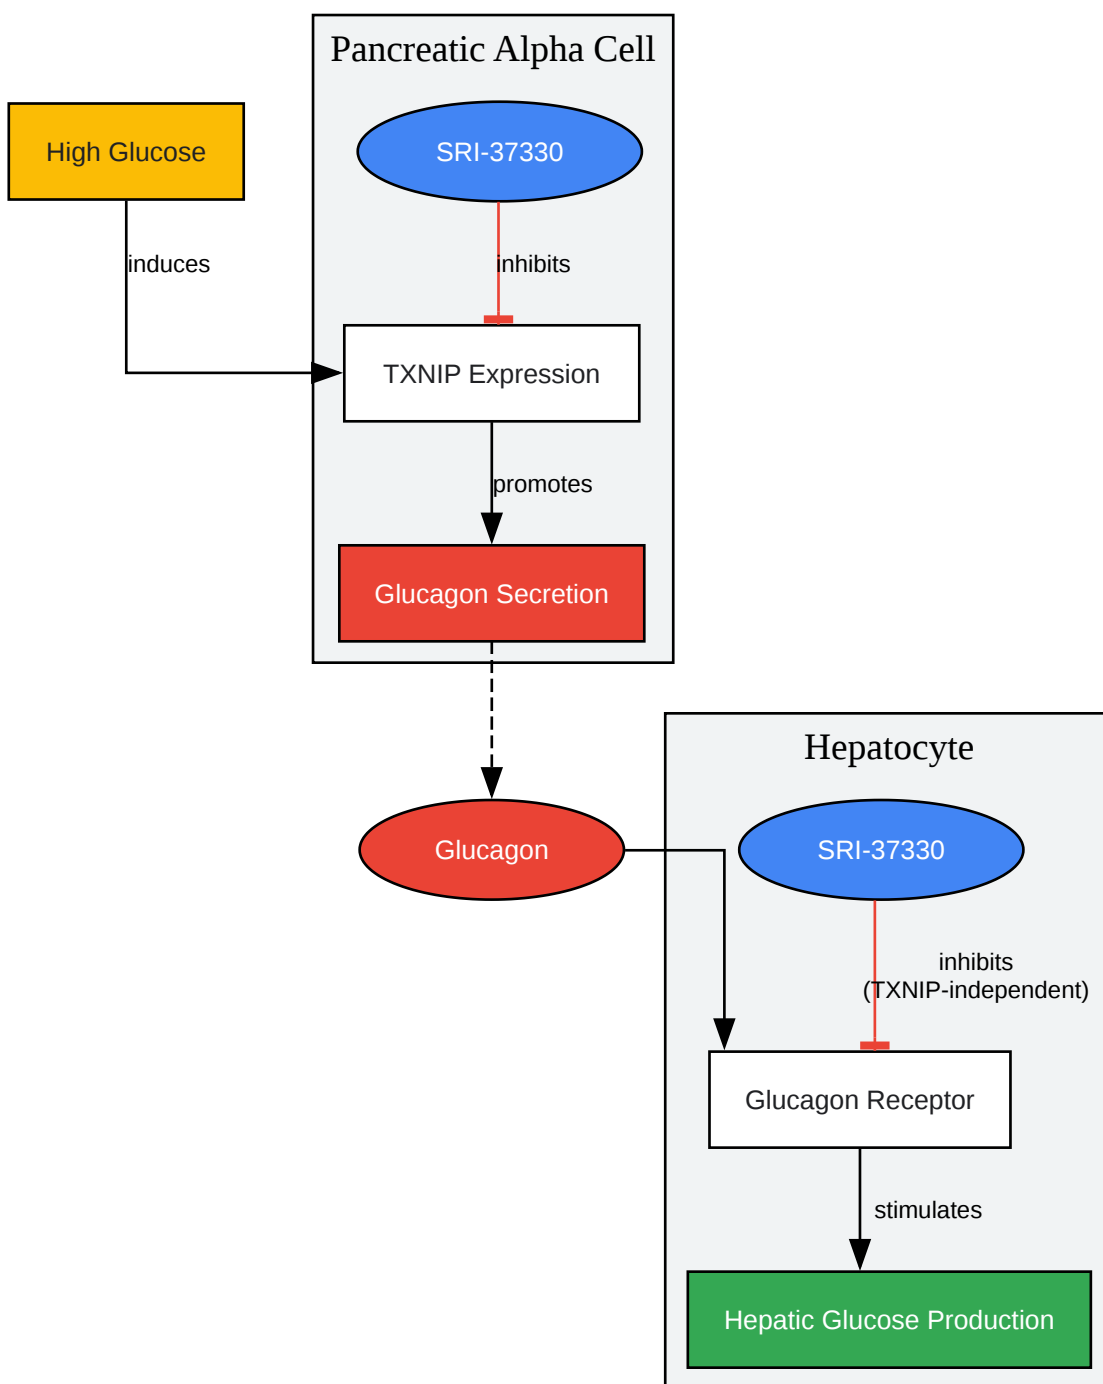 Pancreatic Alpha Cell
High Glucose
SRI-37330
induces
inhibits
TXNIP Expression
promotes
Glucagon Secretion
Hepatocyte
Glucagon
SRI-37330
inhibits
(TXNIP-independent)
Glucagon Receptor
stimulates
Hepatic Glucose Production